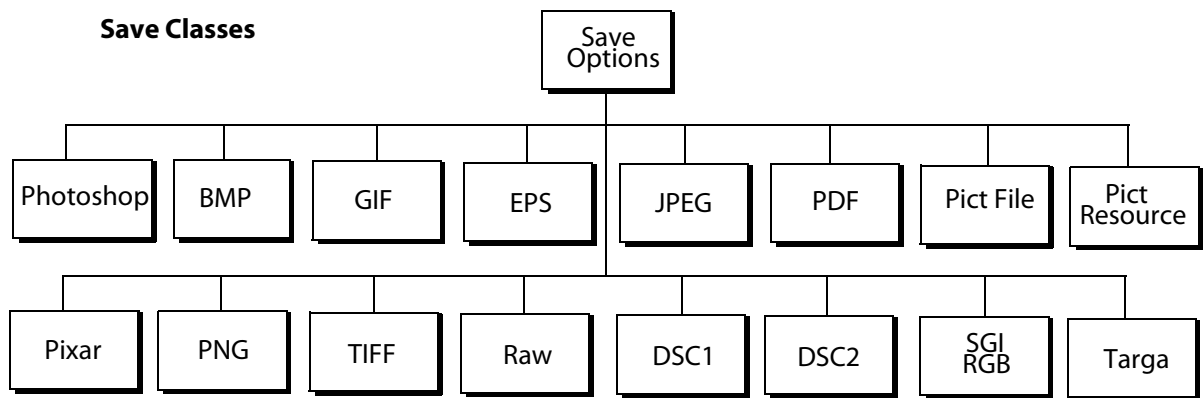 Save Classes
Save
Options
Photoshop
BMP
GIF
EPS
JPEG
PDF
Pict File
Pict
Resource
Pixar
PNG
TIFF
Raw
DSC1
DSC2
SGI
RGB
Targa